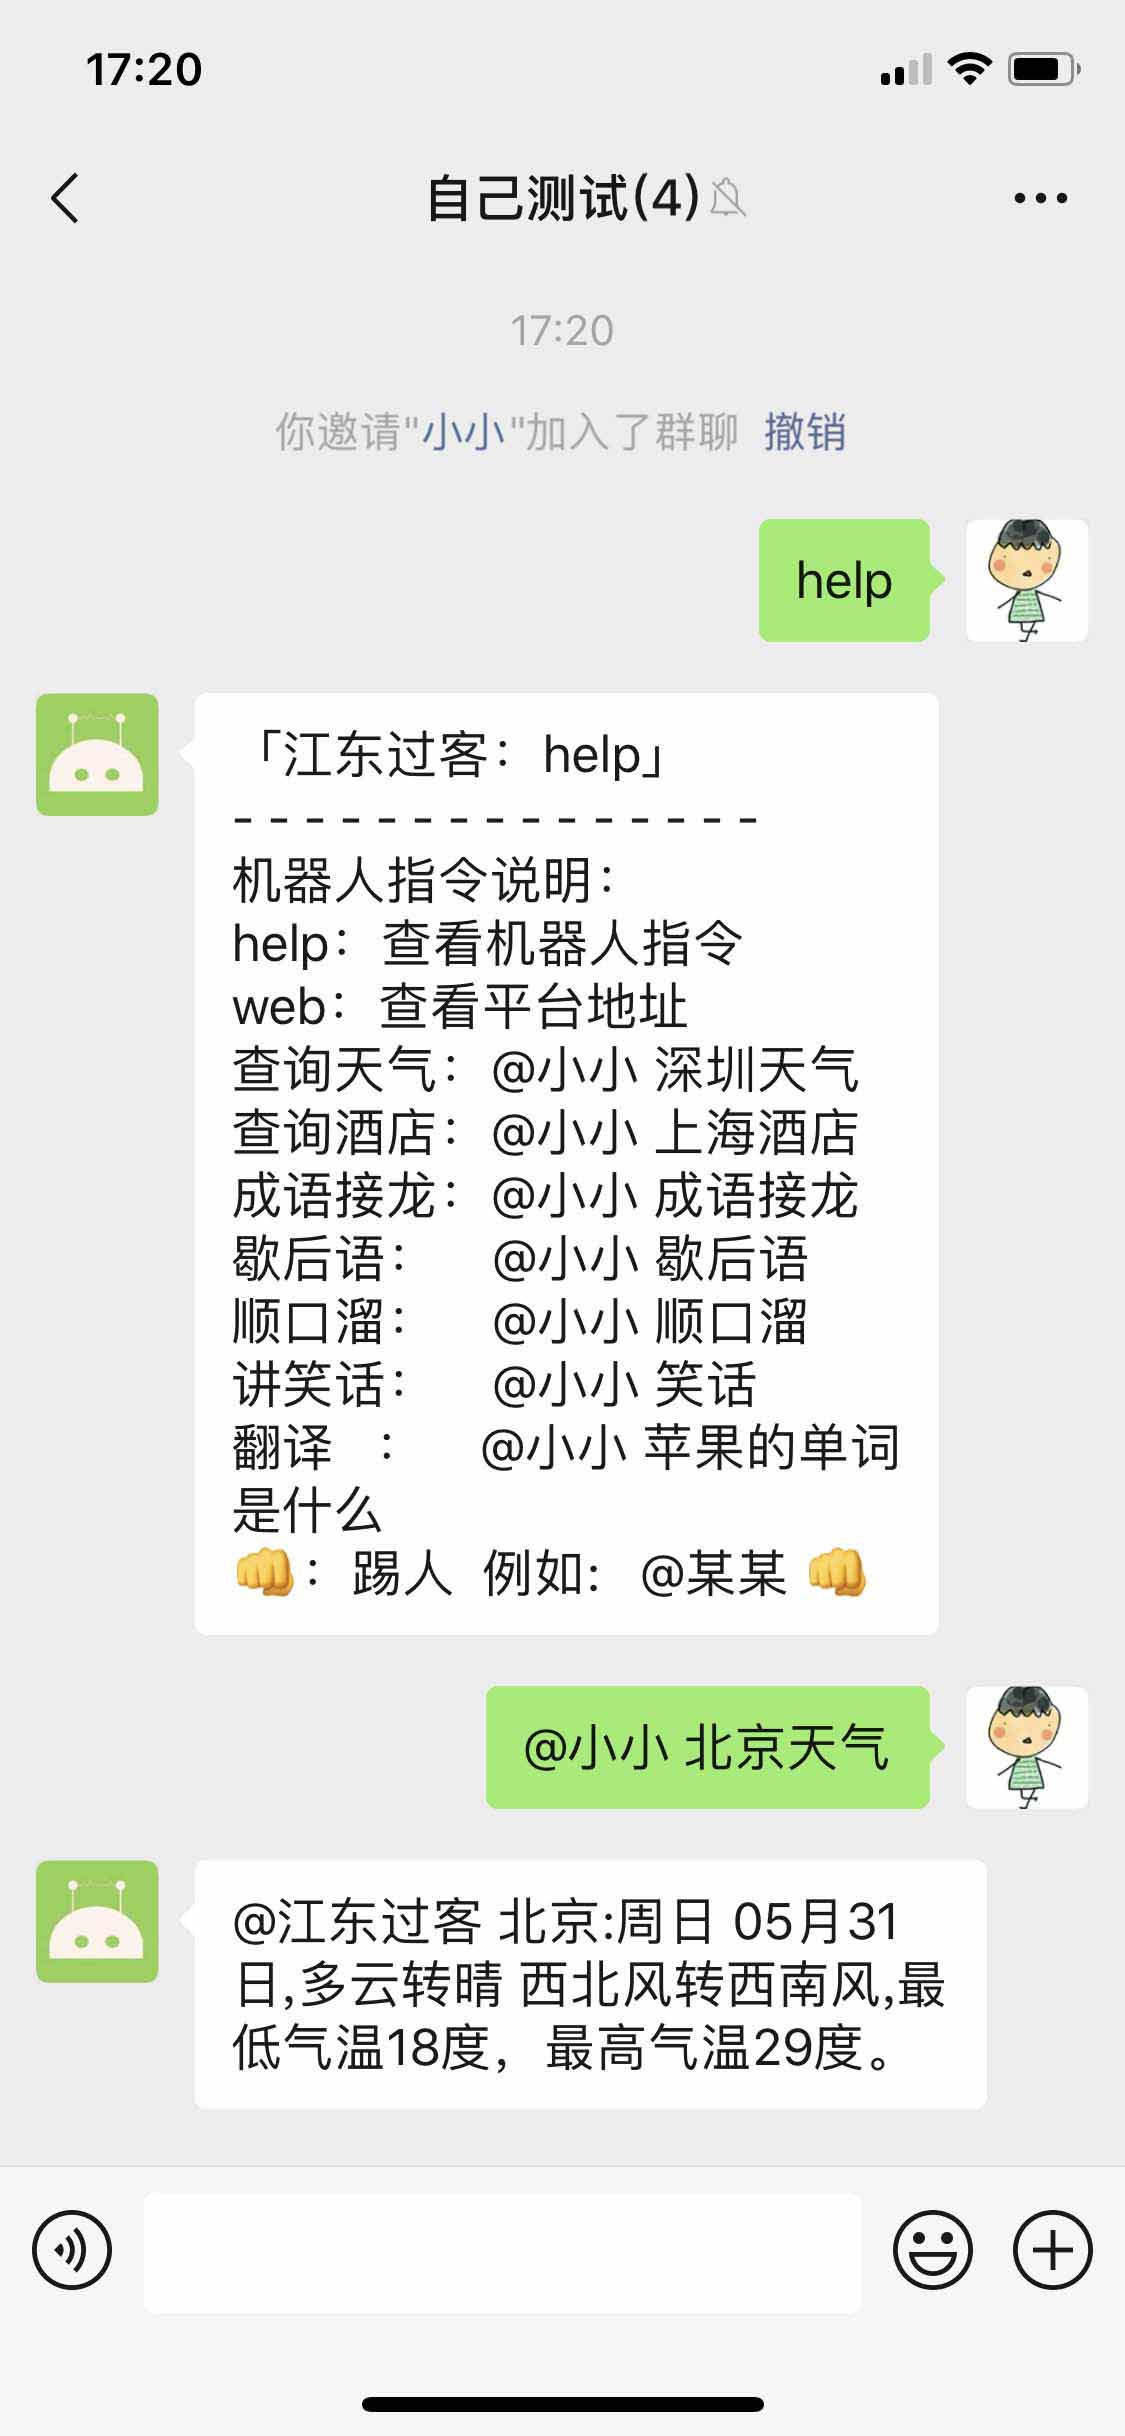 17:20
自己测试(4)
17:20
你邀请"小小"加入了群聊 撤销
help
「江东过客：help」
- - - - - - - - - - - - - - -
机器人指令说明：
help：查看机器人指令
web：查看平台地址
查询天气：@小小 深圳天气
查询酒店：@小小 上海酒店
成语接龙：@小小 成语接龙
歇后语：   @小小 歇后语
顺口溜：   @小小 顺口溜
讲笑话：   @小小 笑话
翻译  ：   @小小 苹果的单词
是什么
👊：踢人 例如: @某某 👊
@小小 北京天气
@江东过客 北京:周日 05月31
日,多云转晴 西北风转西南风,最
低气温18度，最高气温29度。